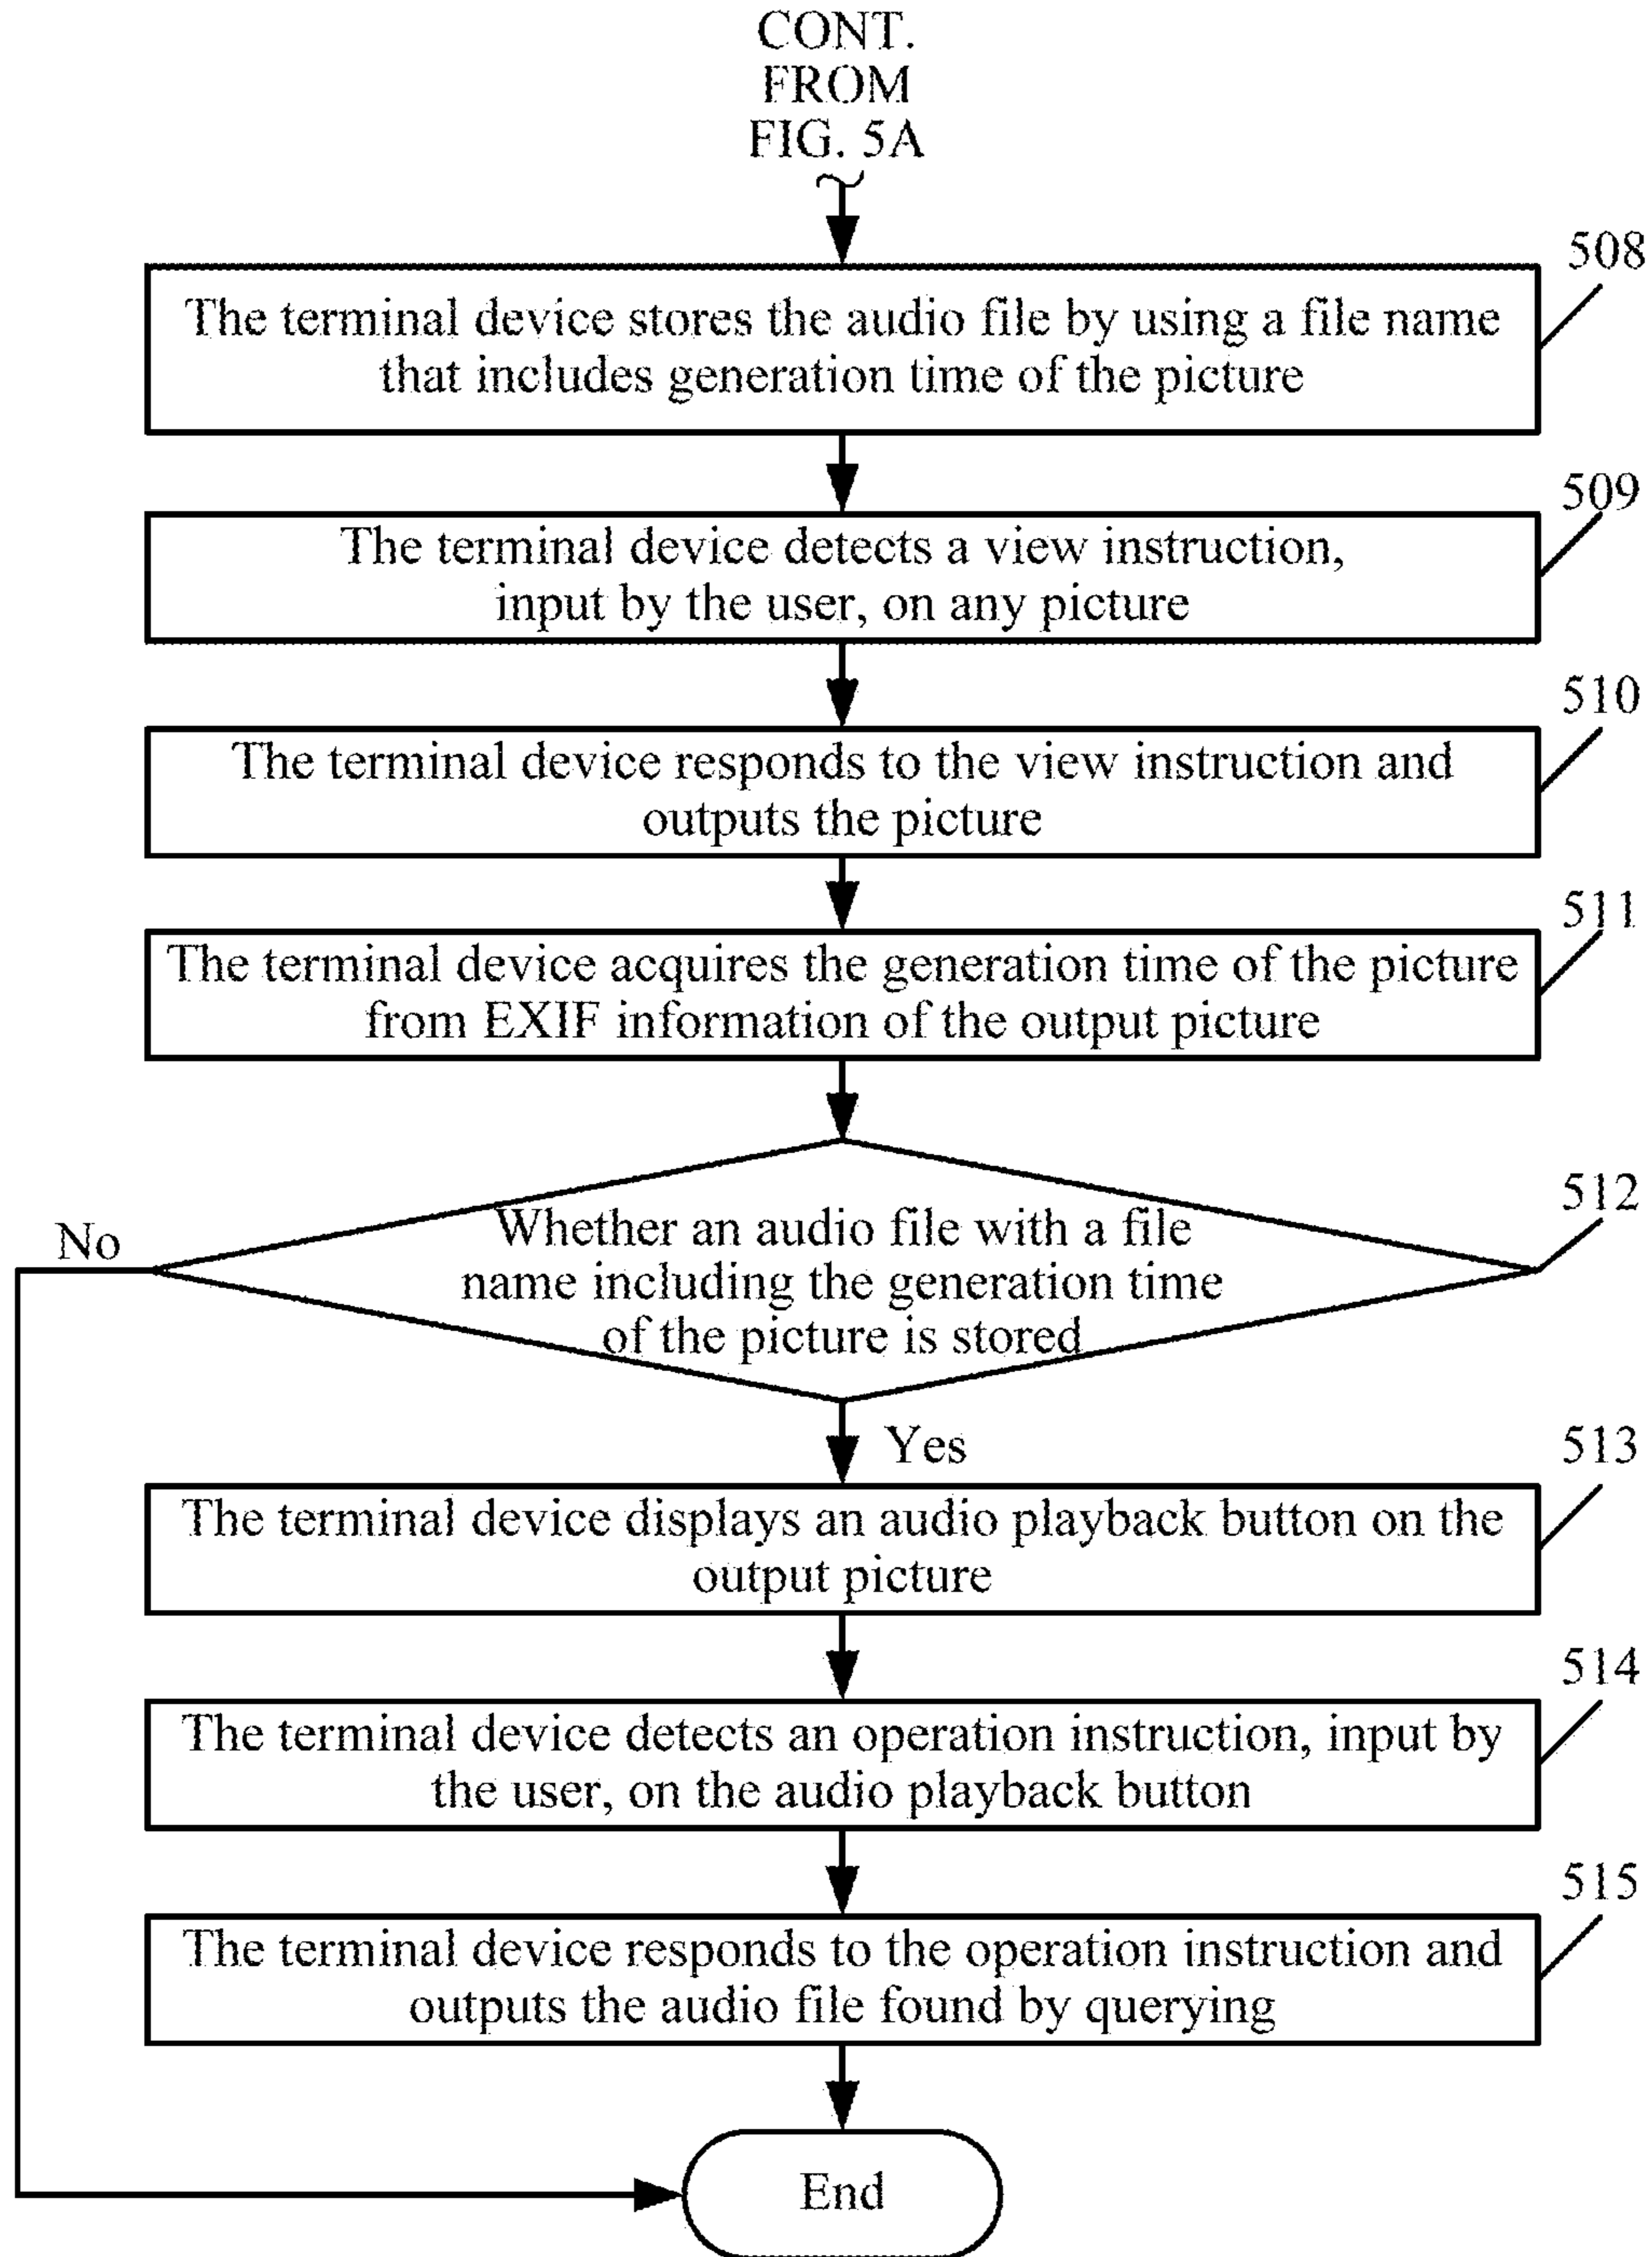 CONT.
FROM
FIG. 5A
508
The terminal device stores the audio file by using a file name
that includes generation time of the picture
509
The terminal device detects a view instruction,
input by the user, on any picture
510
The terminal device responds to the view instruction and
outputs the picture
511
The terminal device acquires the generation time of the picture
from EXIF information of the output picture
512
No
Whether an audio file with a file
name including the generation time
of the picture is stored
Yes
513
The terminal device displays an audio playback button on the
output picture
514
The terminal device detects an operation instruction, input by
the user, on the audio playback button
515
The terminal device responds to the operation instruction and
outputs the audio file found by querying
End